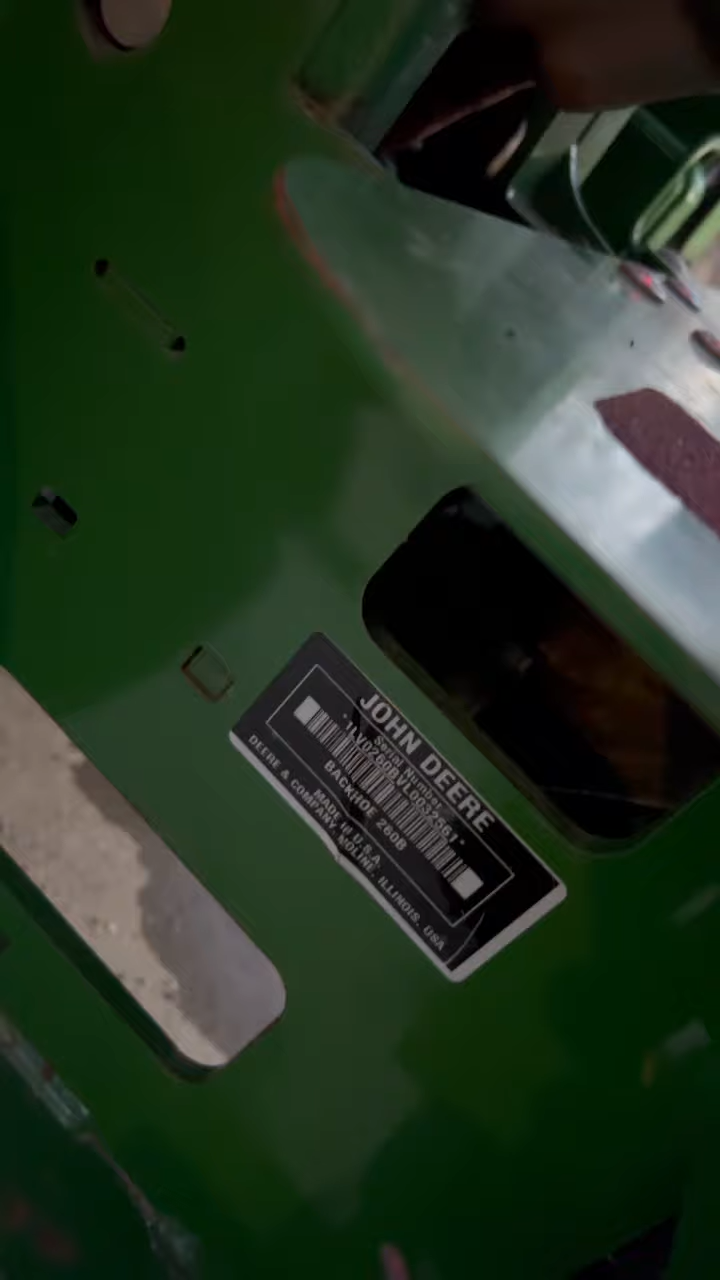 JOHN DEERE
Serial Number
BACKHOE 260B
MADE IN U.S.A.
DEERE & COMPANY, MOLINE, ILLINOIS, USA